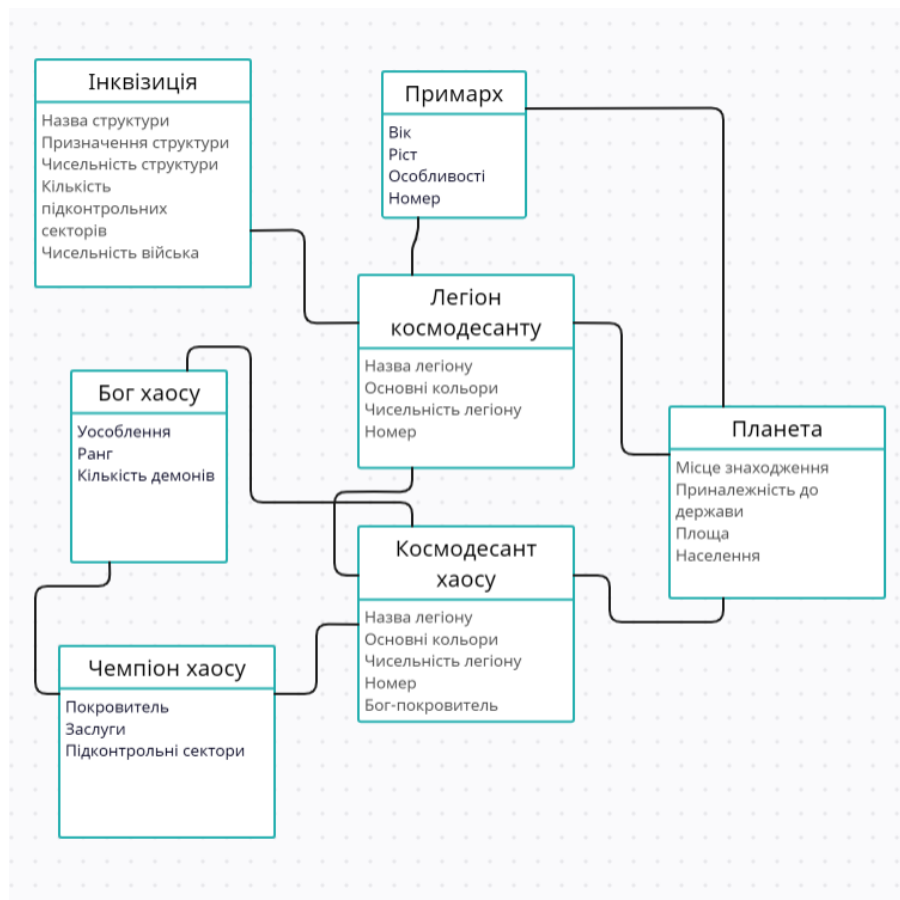 Інквізиція
Назва структури
Призначення структури
Чисельність структури
Кількість
підконтрольних
секторів
Чисельність війська
Примарх
Вік
Ріст
Особливості
Номер
Легіон
космодесанту
Назва легіону
Основні кольори
Чисельність легіону
Номер
Бог хаосу
Уособлення
Ранг
Кількість демонів
Планета
Місце знаходження
Приналежність до
держави
Площа
Населення
Космодесант
хаосу
Назва легіону
Основні кольори
Чисельність легіону
Номер
Бог-покровитель
Чемпіон хаосу
Покровитель
Заслуги
Підконтрольні сектори